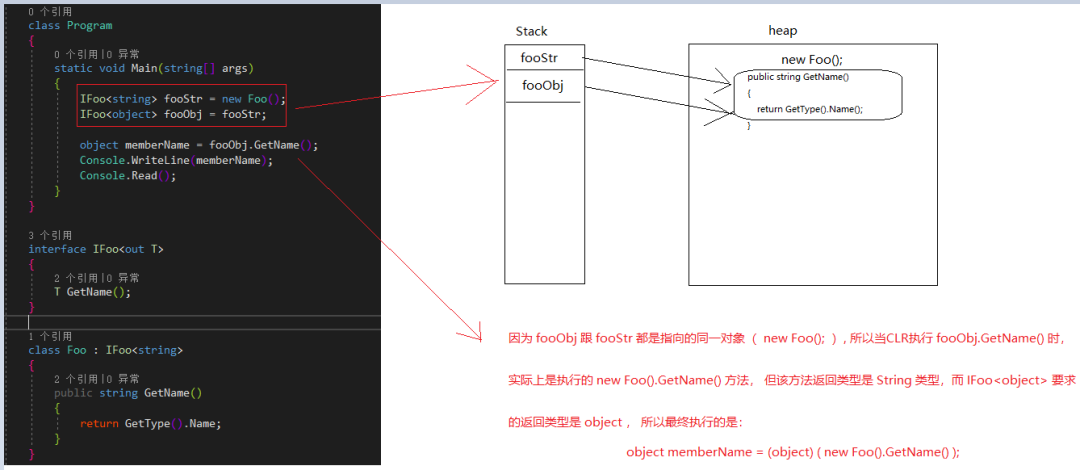 0 个引用
class Program
{
0 个引用|0 异常
static void Main(string[] args)
{
IFoo<string> fooStr = new Foo();
IFoo<object> fooObj = fooStr;
object memberName = fooObj.GetName();
Console.WriteLine(memberName);
Console.Read();
}
}
3 个引用
interface IFoo<out T>
{
2 个引用|0 异常
T GetName();
}
1 个引用
class Foo : IFoo<string>
{
2 个引用|0 异常
public string GetName()
{
return GetType().Name;
}
}
Stack
fooStr
fooObj
heap
new Foo();
public string GetName()
{
return GetType().Name();
}
因为 fooObj 跟 fooStr 都是指向的同一对象 （ new Foo(); ）, 所以当CLR执行 fooObj.GetName() 时，
实际上是执行的 new Foo().GetName() 方法， 但该方法返回类型是 String 类型，而 IFoo<object> 要求
的返回类型是 object ， 所以最终执行的是：
object memberName = (object) ( new Foo().GetName() );